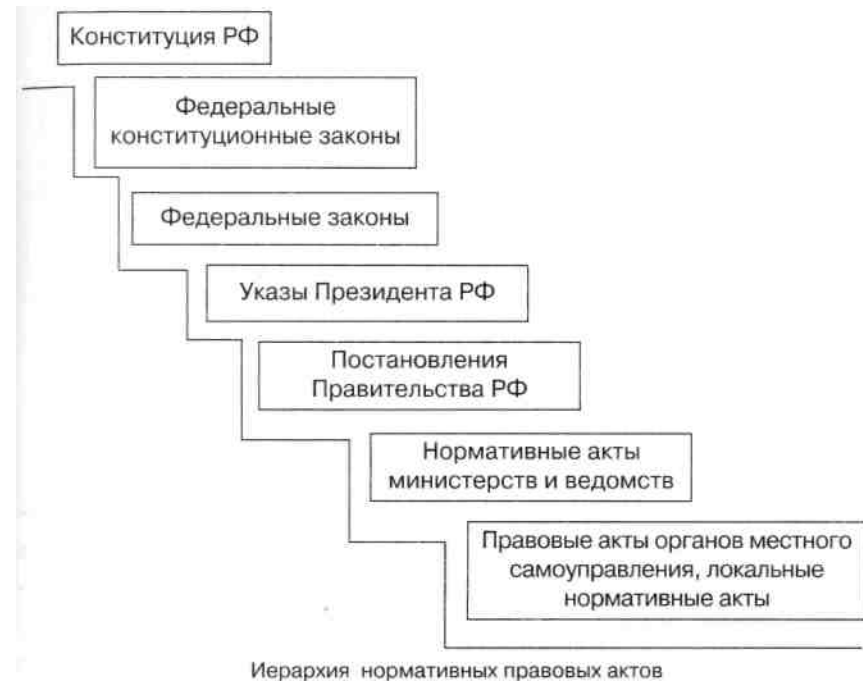 Конституция РФ
Федеральные
конституционные законы
Федеральные законы
Указы Президента РФ
Постановления
Правительства РФ
Нормативные акты
министерств и ведомств
Правовые акты органов местного
самоуправления, локальные
нормативные акты
Иерархия нормативных правовых актов